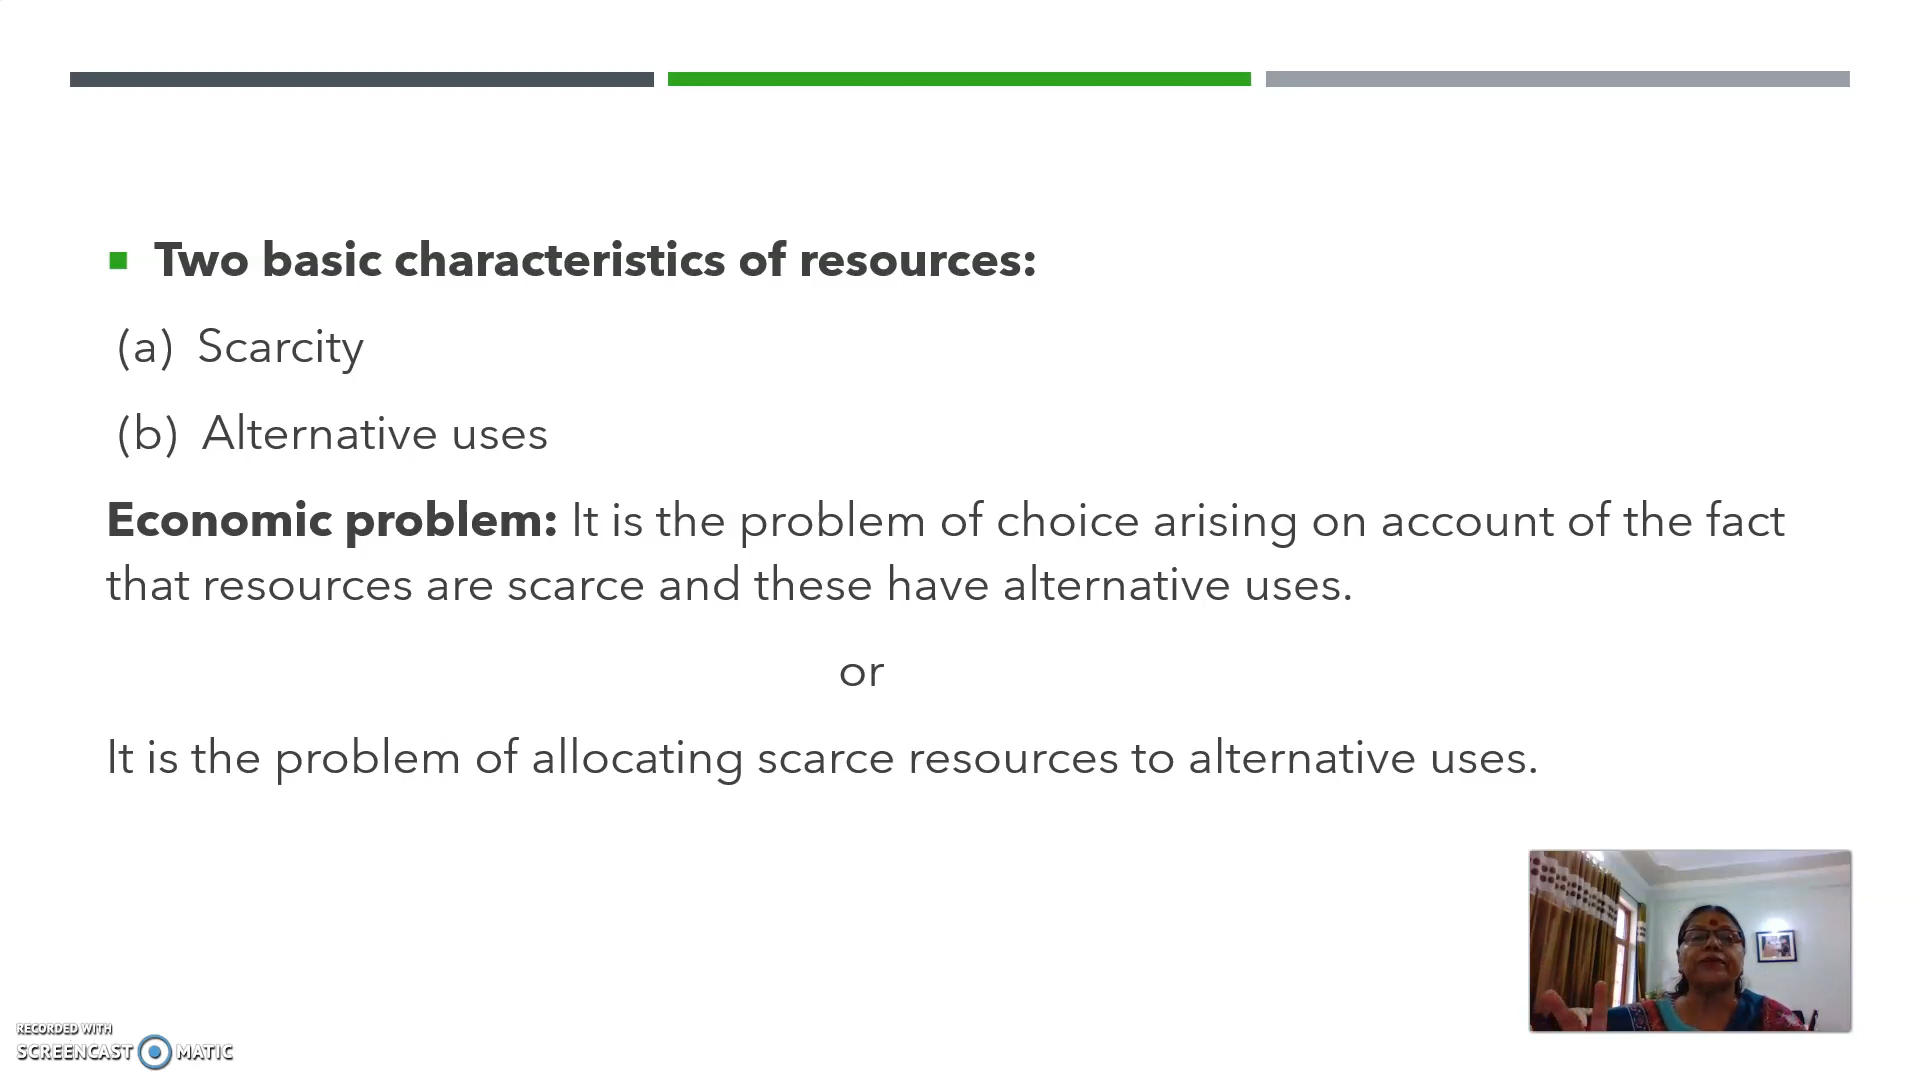 Two basic characteristics of resources:
(a) Scarcity
(b) Alternative uses
Economic problem: It is the problem of choice arising on account of the fact
that resources are scarce and these have alternative uses.
or
It is the problem of allocating scarce resources to alternative uses.
RECORDED WITH
SCREENCAST MATIC